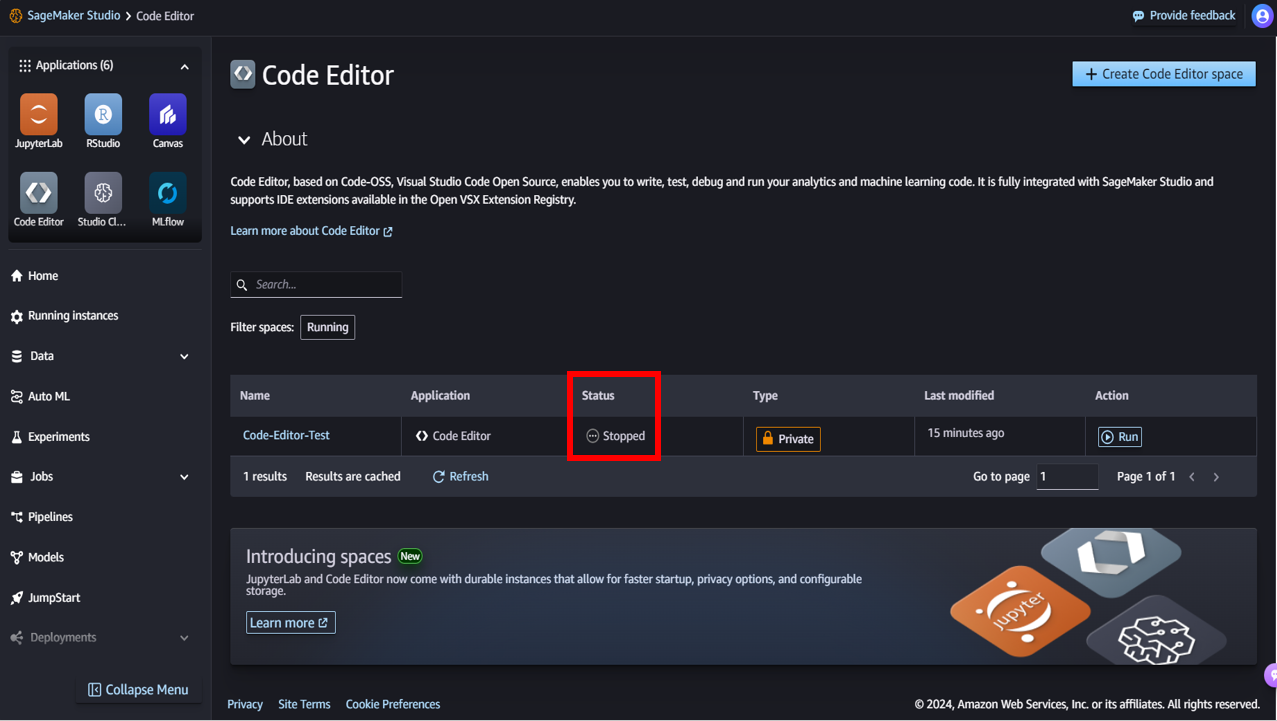 SageMaker Studio > Code Editor
Provide feedback
Applications (6)
JupyterLab
RStudio
Canvas
Code Editor
Studio Cl...
MLflow
Home
Running instances
Data
Auto ML
Experiments
Jobs
Pipelines
Models
JumpStart
Deployments
Collapse Menu
Code Editor
+ Create Code Editor space
About
Code Editor, based on Code-OSS, Visual Studio Code Open Source, enables you to write, test, debug and run your analytics and machine learning code. It is fully integrated with SageMaker Studio and
supports IDE extensions available in the Open VSX Extension Registry.
Learn more about Code Editor
Search...
Filter spaces: Running
Name Application Status Type Last modified Action
Code-Editor-Test Code Editor Stopped Private 15 minutes ago Run
1 results Results are cached Refresh Go to page 1 Page 1 of 1
Introducing spaces New
JupyterLab and Code Editor now come with durable instances that allow for faster startup, privacy options, and configurable
storage.
Learn more
jupyter
Privacy Site Terms Cookie Preferences
© 2024, Amazon Web Services, Inc. or its affiliates. All rights reserved.